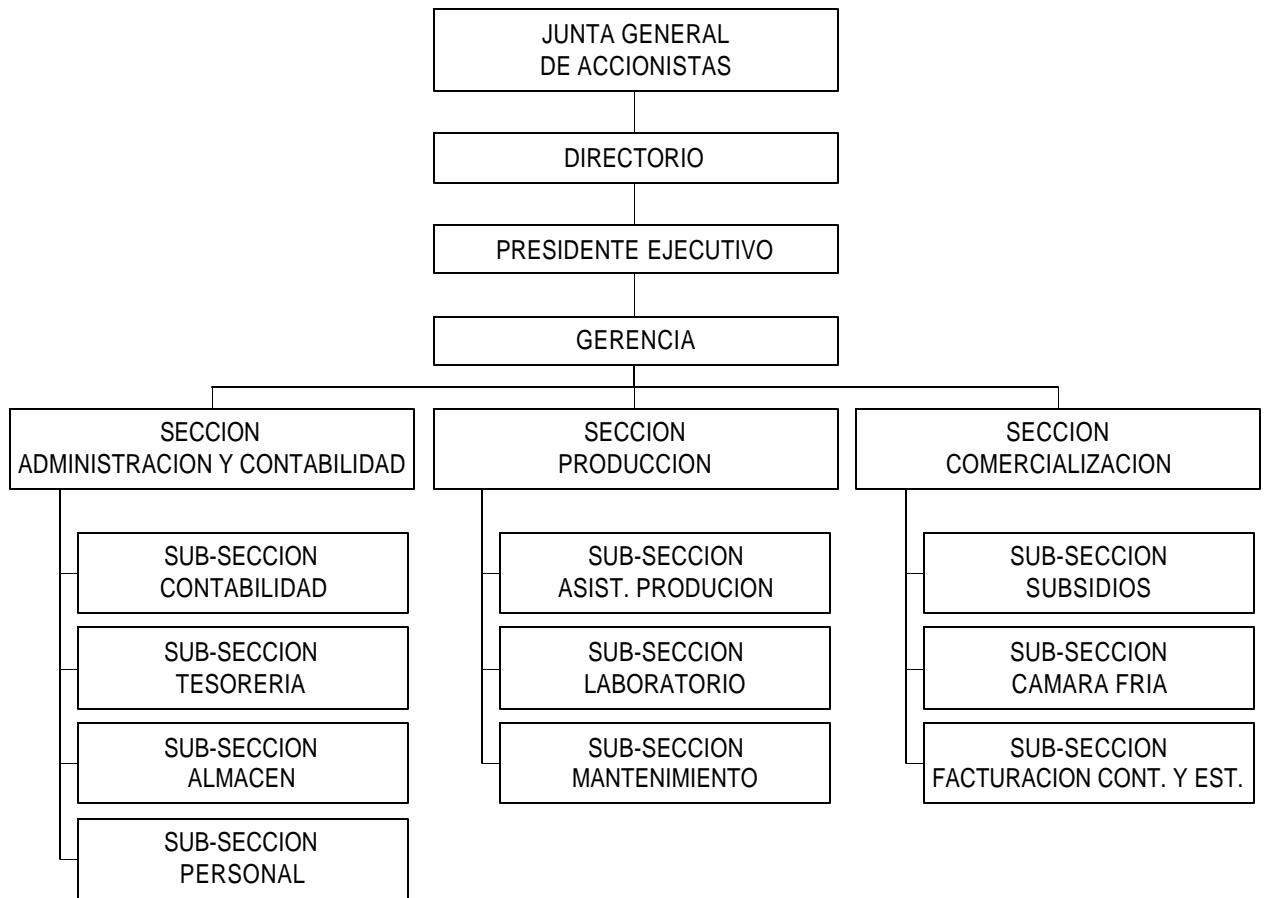 JUNTA GENERAL
DE ACCIONISTAS
DIRECTORIO
PRESIDENTE EJECUTIVO
GERENCIA
SECCION
ADMINISTRACION Y CONTABILIDAD
SECCION
PRODUCCION
SECCION
COMERCIALIZACION
SUB-SECCION
CONTABILIDAD
SUB-SECCION
TESORERIA
SUB-SECCION
ALMACEN
SUB-SECCION
PERSONAL
SUB-SECCION
ASIST. PRODUCION
SUB-SECCION
LABORATORIO
SUB-SECCION
MANTENIMIENTO
SUB-SECCION
SUBSIDIOS
SUB-SECCION
CAMARA FRIA
SUB-SECCION
FACTURACION CONT. Y EST.